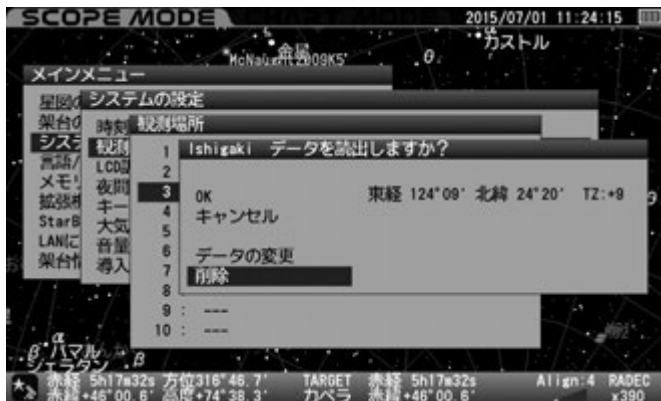 SCOPE MODE
2015/07/01 11:24:15
McNaught2009K5
金星
θ
カストル
メインメニュー
星図
架台の
システ
言語/
メモリ
拡張
StarB
LANに
架台情
システムの設定
時刻
観測
LCD
夜間
キー
大気
音量
導入
観測場所
1
2
3
4
5
6
7
8
9 : ---
10 : ---
Ishigaki データを読出しますか?
OK
東経 124°09' 北緯 24°20' TZ:+9
キャンセル
データの変更
削除
α
β ハマル
シェラタン
β
赤経 5h17m32s 方位316°46.7' TARGET 赤経 5h17m32s Align:4 RADEC
赤緯+46°00.6' 高度+74°38.3' カペラ 赤緯+46°00.6' x390